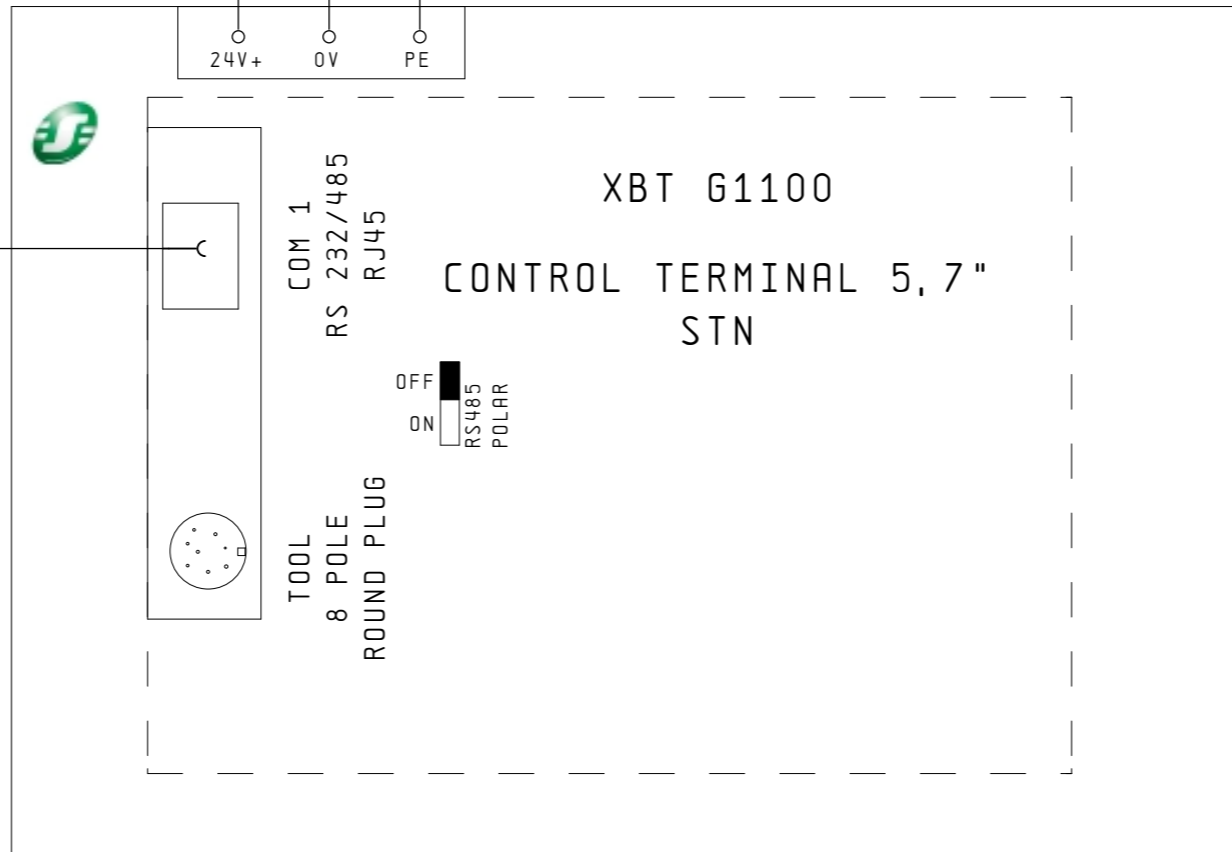 24V+ 0V PE
XBT G1100
CONTROL TERMINAL 5,7"
STN
COM 1
RS 232/485
RJ45
OFF
ON
RS485
POLAR
TOOL
8 POLE
ROUND PLUG